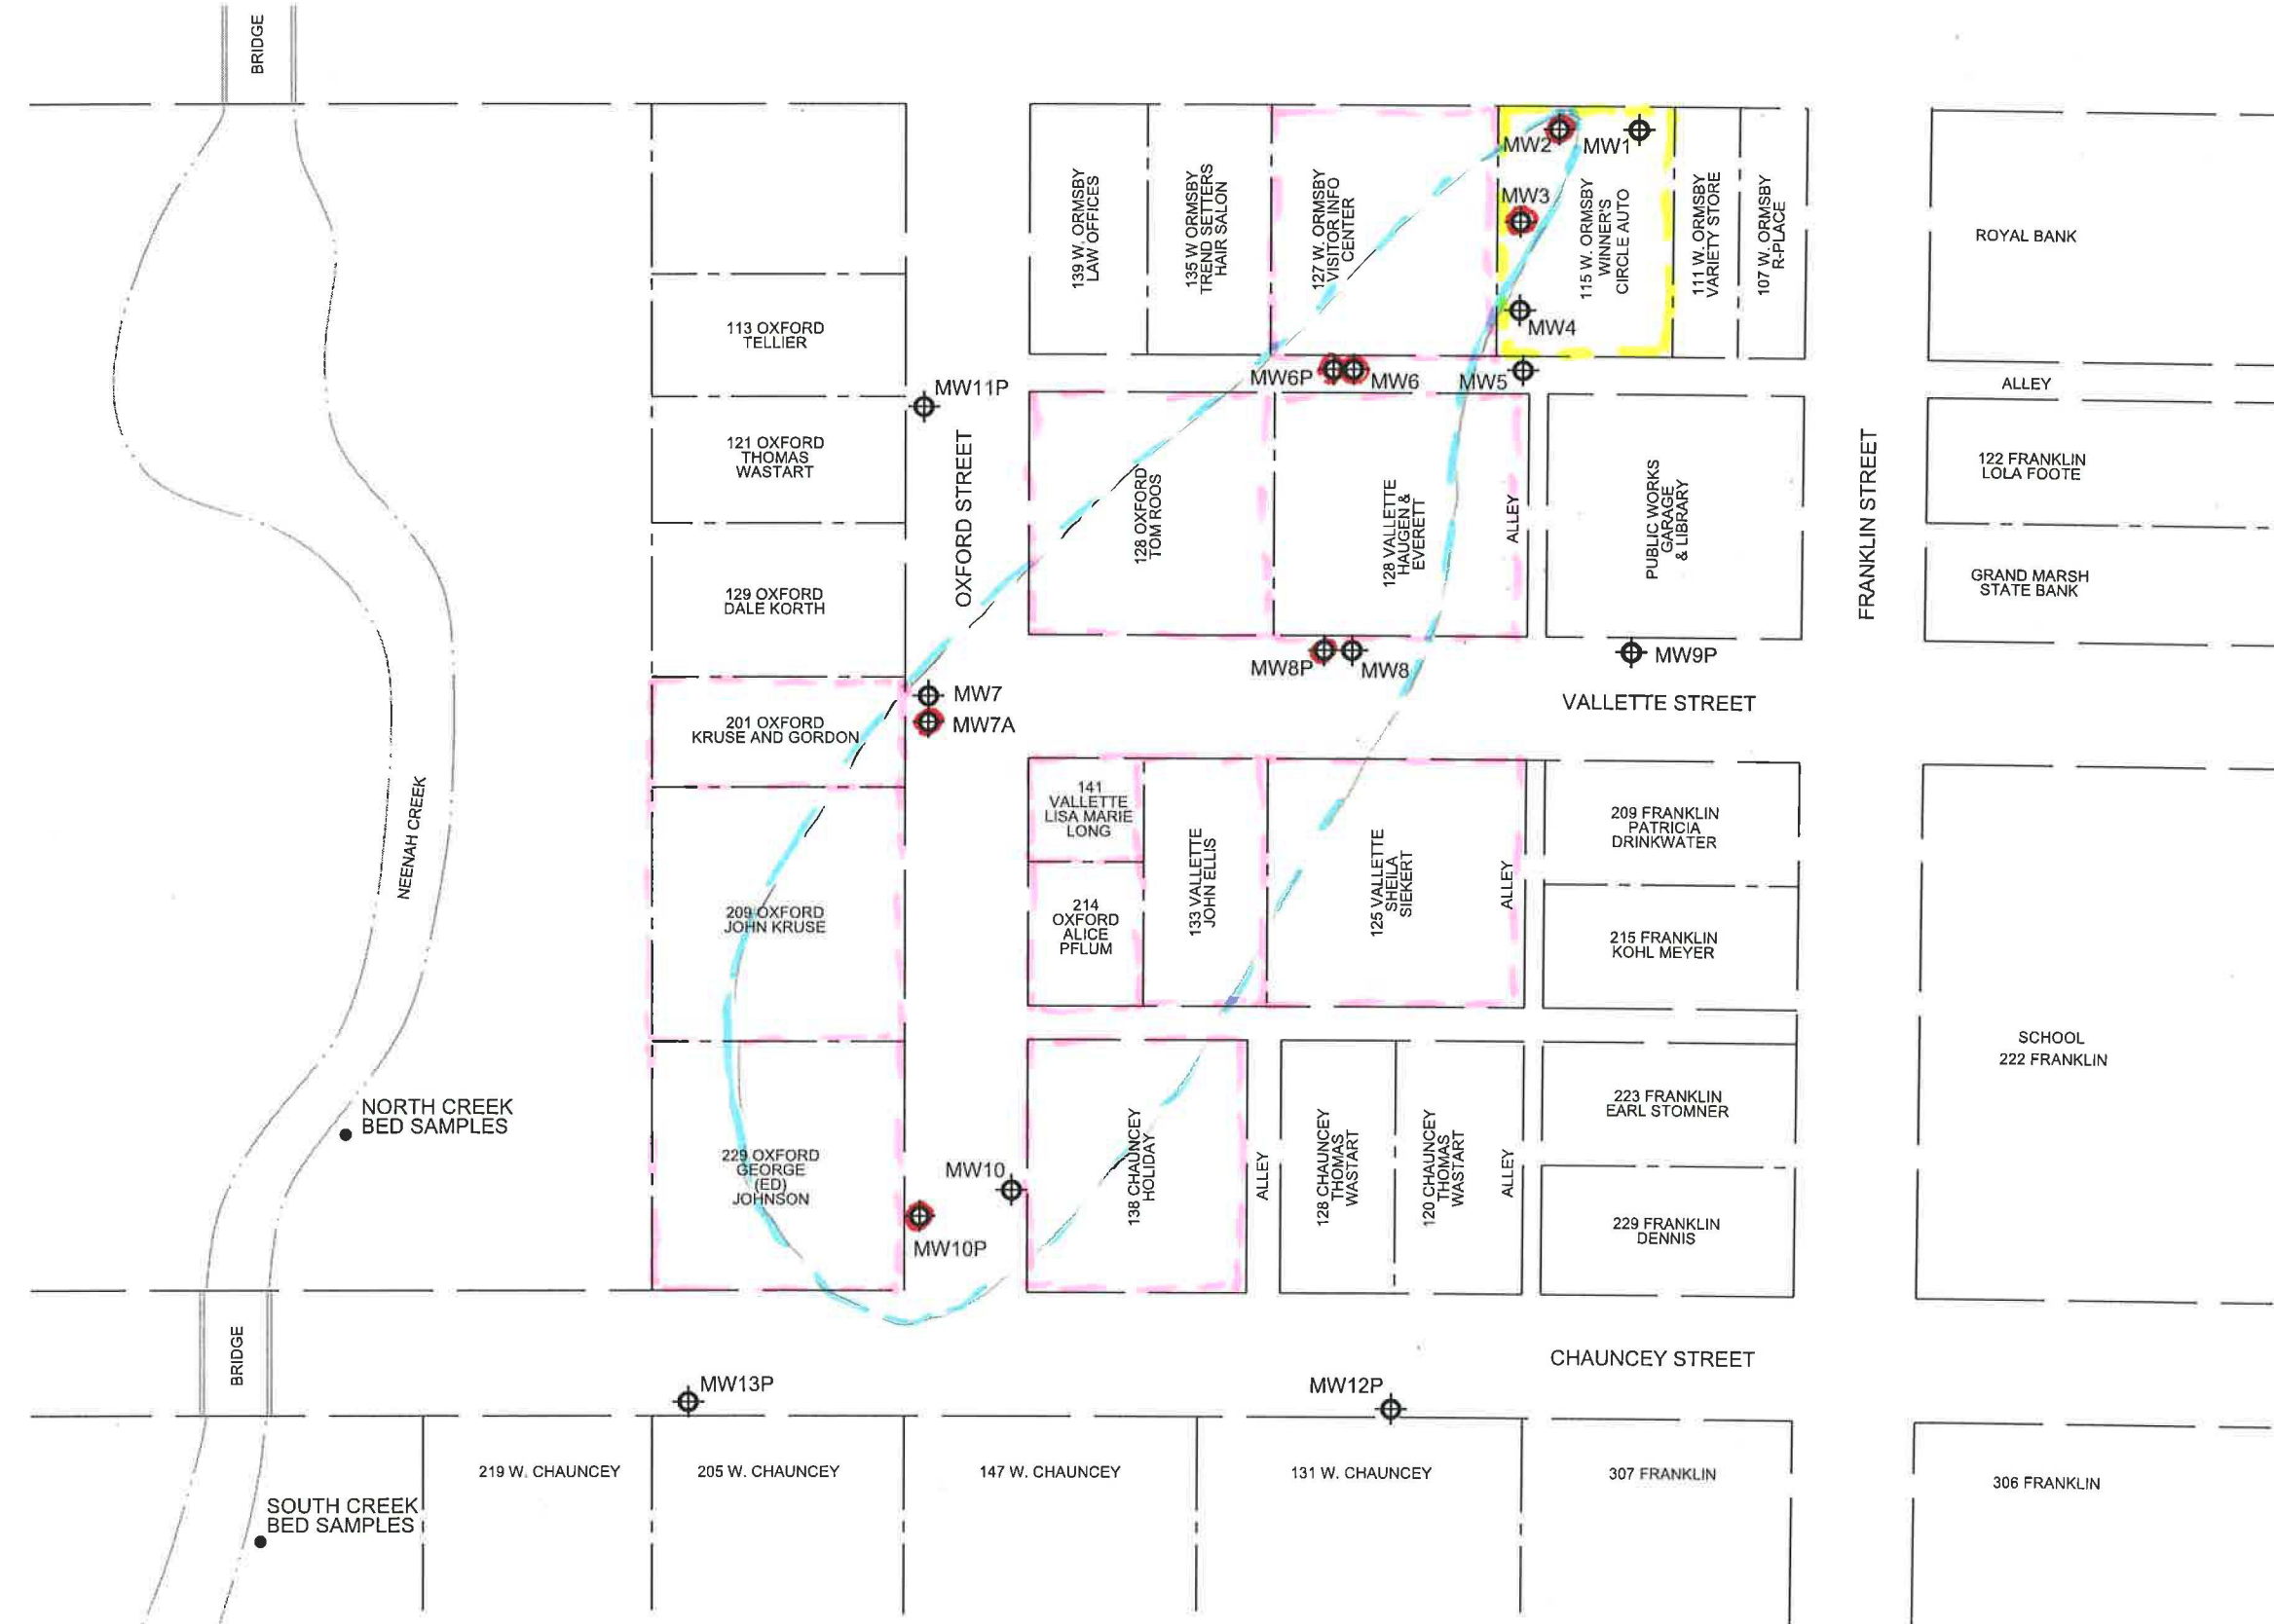 BRIDGE
MW2
MW1
MW3
MW4
139 W. ORMSBY
LAW OFFICES
135 W ORMSBY
TREND SETTERS
HAIR SALON
127 W. ORMSBY
VISITOR INFO
CENTER
115 W. ORMSBY
WINNER'S
CIRCLE AUTO
111 W. ORMSBY
VARIETY STORE
107 W. ORMSBY
R-PLACE
ROYAL BANK
113 OXFORD
TELLIER
MW11P
MW6P
MW6
MW5
ALLEY
121 OXFORD
THOMAS
WASTART
OXFORD STREET
128 OXFORD
TOM ROOS
128 VALLETTE
HAUGEN &
EVERETT
ALLEY
PUBLIC WORKS
GARAGE
& LIBRARY
FRANKLIN STREET
122 FRANKLIN
LOLA FOOTE
129 OXFORD
DALE KORTH
GRAND MARSH
STATE BANK
MW8P
MW8
MW9P
MW7
MW7A
VALLETTE STREET
201 OXFORD
KRUSE AND GORDON
NEENAH CREEK
141
VALLETTE
LISA MARIE
LONG
133 VALLETTE
JOHN ELLIS
125 VALLETTE
SHEILA
SIEKERT
ALLEY
209 FRANKLIN
PATRICIA
DRINKWATER
209 OXFORD
JOHN KRUSE
214
OXFORD
ALICE
PFLUM
215 FRANKLIN
KOHL MEYER
SCHOOL
222 FRANKLIN
NORTH CREEK
BED SAMPLES
229 OXFORD
GEORGE
(ED)
JOHNSON
MW10
MW10P
138 CHAUNCEY
HOLIDAY
ALLEY
128 CHAUNCEY
THOMAS
WASTART
120 CHAUNCEY
THOMAS
WASTART
ALLEY
223 FRANKLIN
EARL STOMNER
229 FRANKLIN
DENNIS
BRIDGE
CHAUNCEY STREET
MW13P
MW12P
219 W. CHAUNCEY
205 W. CHAUNCEY
147 W. CHAUNCEY
131 W. CHAUNCEY
307 FRANKLIN
306 FRANKLIN
SOUTH CREEK
BED SAMPLES